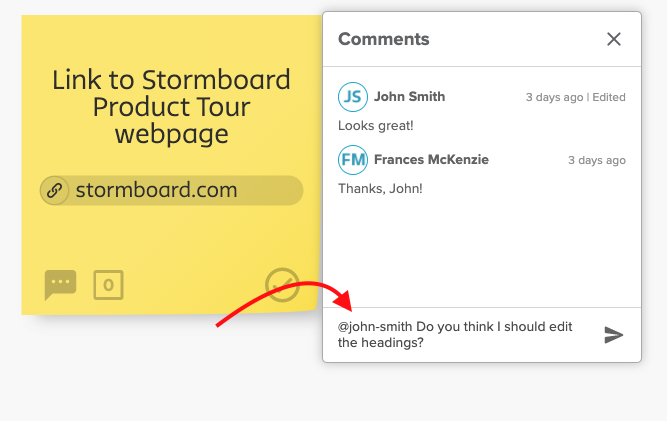 Link to Stormboard
Product Tour
webpage
stormboard.com
0
Comments
JS John Smith 3 days ago | Edited
Looks great!
FM Frances McKenzie 3 days ago
Thanks, John!
@john-smith Do you think I should edit
the headings?